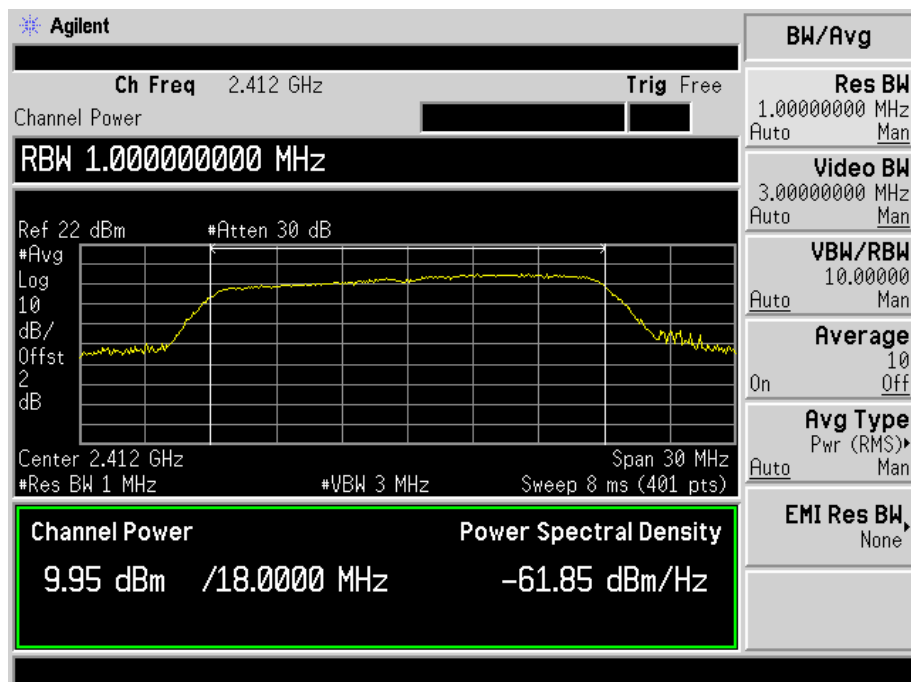 Agilent
Ch Freq 2.412 GHz Trig Free
Channel Power
RBW 1.000000000 MHz
Ref 22 dBm #Atten 30 dB
#Avg
Log
10
dB/
Offst
2
dB
Center 2.412 GHz Span 30 MHz
#Res BW 1 MHz #VBW 3 MHz Sweep 8 ms (401 pts)
Channel Power Power Spectral Density
9.95 dBm /18.0000 MHz -61.85 dBm/Hz
BW/Avg
Res BW
1.00000000 MHz
Auto Man
Video BW
3.00000000 MHz
Auto Man
VBW/RBW
10.00000
Auto Man
Average
10
On Off
Avg Type
Pwr (RMS)
Auto Man
EMI Res BW
None